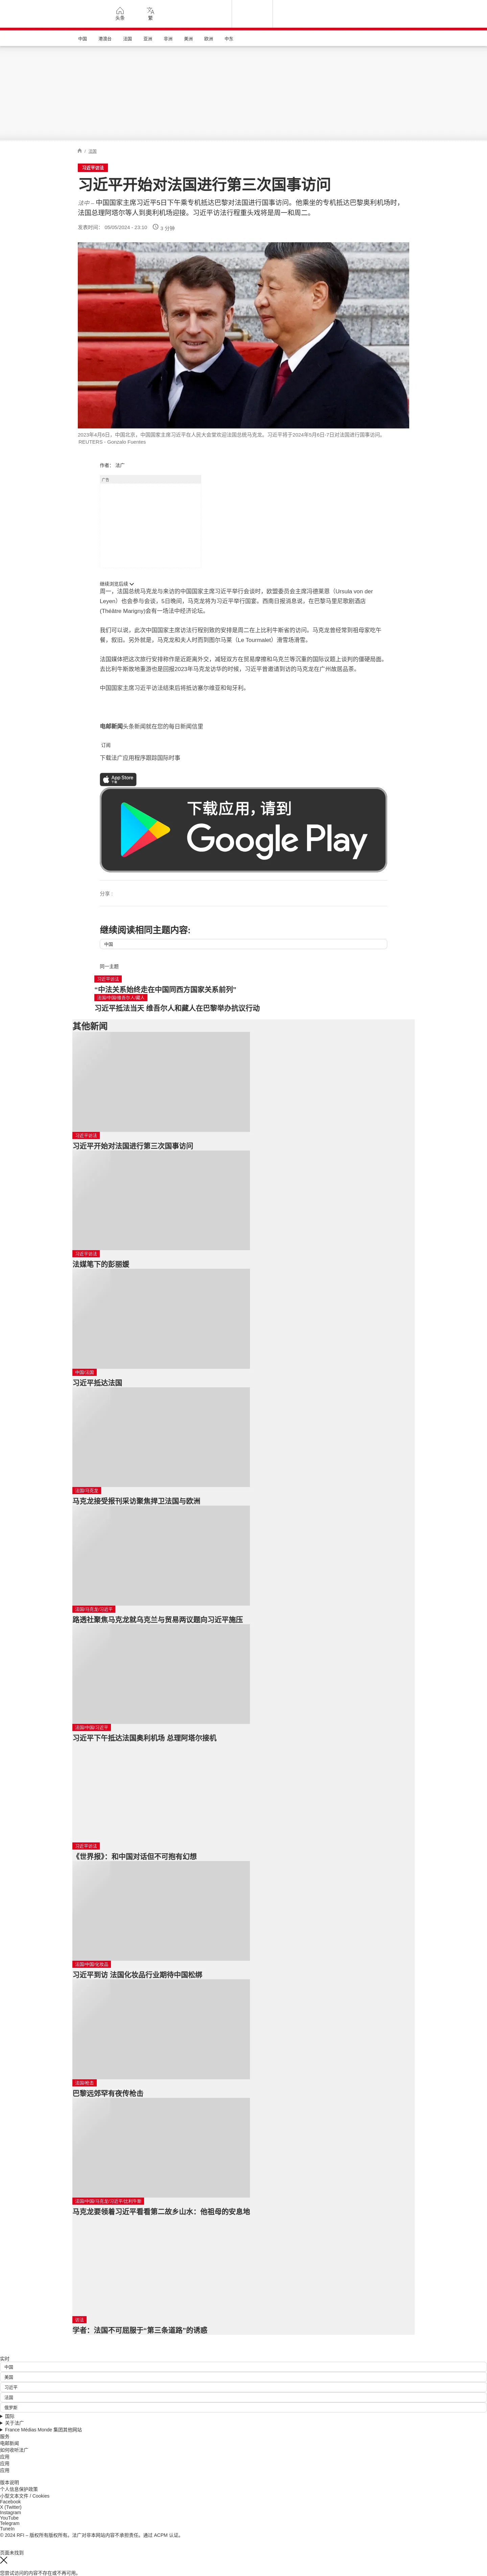 头条
繁
中国
港澳台
法国
亚洲
非洲
美洲
欧洲
中东
/ 法国
习近平访法
习近平开始对法国进行第三次国事访问
法中 – 中国国家主席习近平5日下午乘专机抵达巴黎对法国进行国事访问。他乘坐的专机抵达巴黎奥利机场时，
法国总理阿塔尔等人到奥利机场迎接。习近平访法行程重头戏将是周一和周二。
发表时间： 05/05/2024 - 23:10
3 分钟
2023年4月6日，中国北京，中国国家主席习近平在人民大会堂欢迎法国总统马克龙。习近平将于2024年5月6日-7日对法国进行国事访问。
REUTERS - Gonzalo Fuentes
作者： 法广
广告
继续浏览后续
周一，法国总统马克龙与来访的中国国家主席习近平举行会谈时，欧盟委员会主席冯德莱恩（Ursula von der
Leyen）也会参与会谈，5日晚间，马克龙将为习近平举行国宴。西南日报消息说，在巴黎马里尼歌剧酒店
(Théâtre Marigny)会有一场法中经济论坛。
我们可以说，此次中国国家主席访法行程别致的安排是周二在上比利牛斯省的访问。马克龙曾经常到祖母家吃午
餐，假日。另外就是，马克龙和夫人时而到图尔马莱（Le Tourmalet）滑雪场滑雪。
法国媒体把这次旅行安排称作是近距离外交，减轻双方在贸易摩擦和乌克兰等沉重的国际议题上谈判的僵硬局面。
去比利牛斯故地重游也是回报2023年马克龙访华的时候，习近平曾邀请到访的马克龙在广州故居品茶。
中国国家主席习近平访法结束后将抵访塞尔维亚和匈牙利。
电邮新闻头条新闻就在您的每日新闻信里
订阅
下载法广应用程序跟踪国际时事
App Store
下载
下载应用，请到
Google Play
分享 :
继续阅读相同主题内容:
中国
同一主题
习近平访法
“中法关系始终走在中国同西方国家关系前列”
法国/中国/维吾尔人/藏人
习近平抵法当天 维吾尔人和藏人在巴黎举办抗议行动
其他新闻
习近平访法
习近平开始对法国进行第三次国事访问
习近平访法
法媒笔下的彭丽媛
中国/法国
习近平抵达法国
法国/马克龙
马克龙接受报刊采访聚焦捍卫法国与欧洲
法国/马克龙/习近平
路透社聚焦马克龙就乌克兰与贸易两议题向习近平施压
法国/中国/习近平
习近平下午抵达法国奥利机场 总理阿塔尔接机
习近平访法
《世界报》：和中国对话但不可抱有幻想
法国/中国/化妆品
习近平到访 法国化妆品行业期待中国松绑
法国/枪击
巴黎远郊罕有夜传枪击
法国/中国/马克龙/习近平/比利牛斯
马克龙要领着习近平看看第二故乡山水：他祖母的安息地
访法
学者：法国不可屈服于“第三条道路”的诱惑
实时
中国
美国
习近平
法国
俄罗斯
国际
关于法广
France Médias Monde 集团其他网站
服务
电邮新闻
如何收听法广
应用
应用
应用
版本说明
个人信息保护政策
小型文本文件 / Cookies
Facebook
X (Twitter)
Instagram
YouTube
Telegram
TuneIn
© 2024 RFI – 版权所有版权所有。法广对非本网站内容不承担责任。通过 ACPM 认证。
页面未找到
您尝试访问的内容不存在或不再可用。